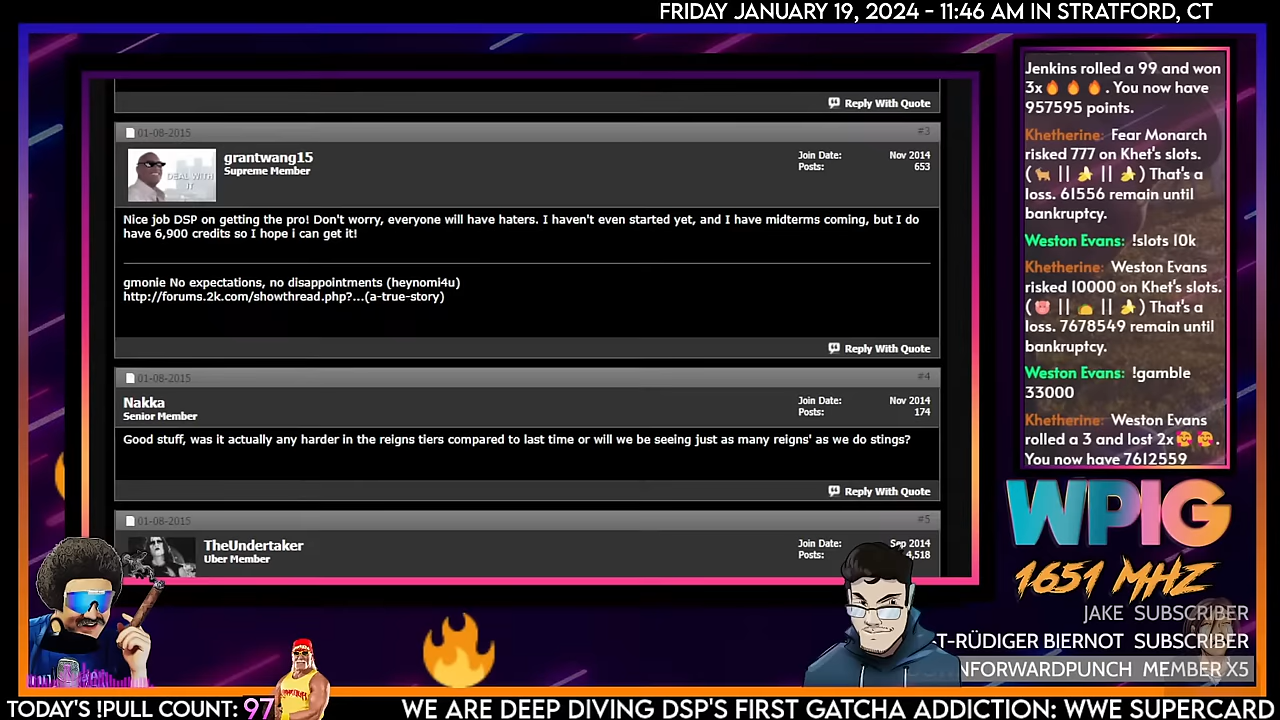 FRIDAY JANUARY 19, 2024 - 11:46 AM IN STRATFORD, CT
Reply With Quote
01-08-2015
#3
grantwang15
Supreme Member
Join Date: Nov 2014
Posts: 653
DEAL WITH IT
Nice job DSP on getting the pro! Don't worry, everyone will have haters. I haven't even started yet, and I have midterms coming, but I do
have 6,900 credits so I hope i can get it!
gmonie No expectations, no disappointments (heynomi4u)
http://forums.2k.com/showthread.php?...(a-true-story)
Reply With Quote
01-08-2015
#4
Nakka
Senior Member
Join Date: Nov 2014
Posts: 174
Good stuff, was it actually any harder in the reigns tiers compared to last time or will we be seeing just as many reigns' as we do stings?
Reply With Quote
01-08-2015
#5
TheUndertaker
Uber Member
Join Date: Sep 2014
Posts: ,518
Jenkins rolled a 99 and won
3x🔥 🔥 🔥. You now have
957595 points.
Khetherine: Fear Monarch
risked 777 on Khet's slots.
( 🐕 || 🍌 || 🍌 ) That's a
loss. 61556 remain until
bankruptcy.
Weston Evans: !slots 10k
Khetherine: Weston Evans
risked 10000 on Khet's slots.
( 🐷 || 🌮 || 🍌 ) That's a
loss. 7678549 remain until
bankruptcy.
Weston Evans: !gamble
33000
Khetherine: Weston Evans
rolled a 3 and lost 2x🥰 🥰.
You now have 7612559
WPIG
1651 MHZ
JAKE SUBSCRIBER
T-RÜDIGER BIERNOT SUBSCRIBER
NFORWARDPUNCH MEMBER X5
TODAY'S !PULL COUNT: 97
WE ARE DEEP DIVING DSP'S FIRST GATCHA ADDICTION: WWE SUPERCARD